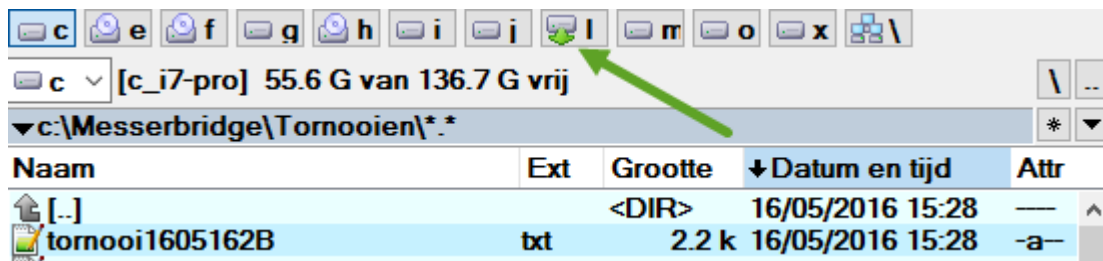 c e f g h i j l m o x \
c [c_i7-pro] 55.6 G van 136.7 G vrij \ ..
c:\Messerbridge\Tornooien\*.* *
Naam Ext Grootte Datum en tijd Attr
[..] <DIR> 16/05/2016 15:28 ----
tornooi1605162B txt 2.2 k 16/05/2016 15:28 -a--